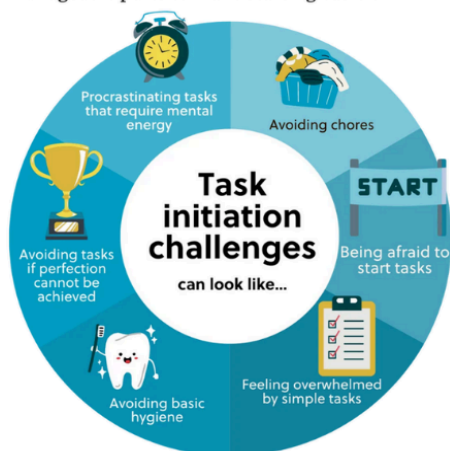 Procrastinating tasks
that require mental
energy
Avoiding chores
Task
initiation
challenges
can look like...
START
Being afraid to
start tasks
Avoiding tasks
if perfection
cannot be
achieved
Feeling overwhelmed
by simple tasks
Avoiding basic
hygiene